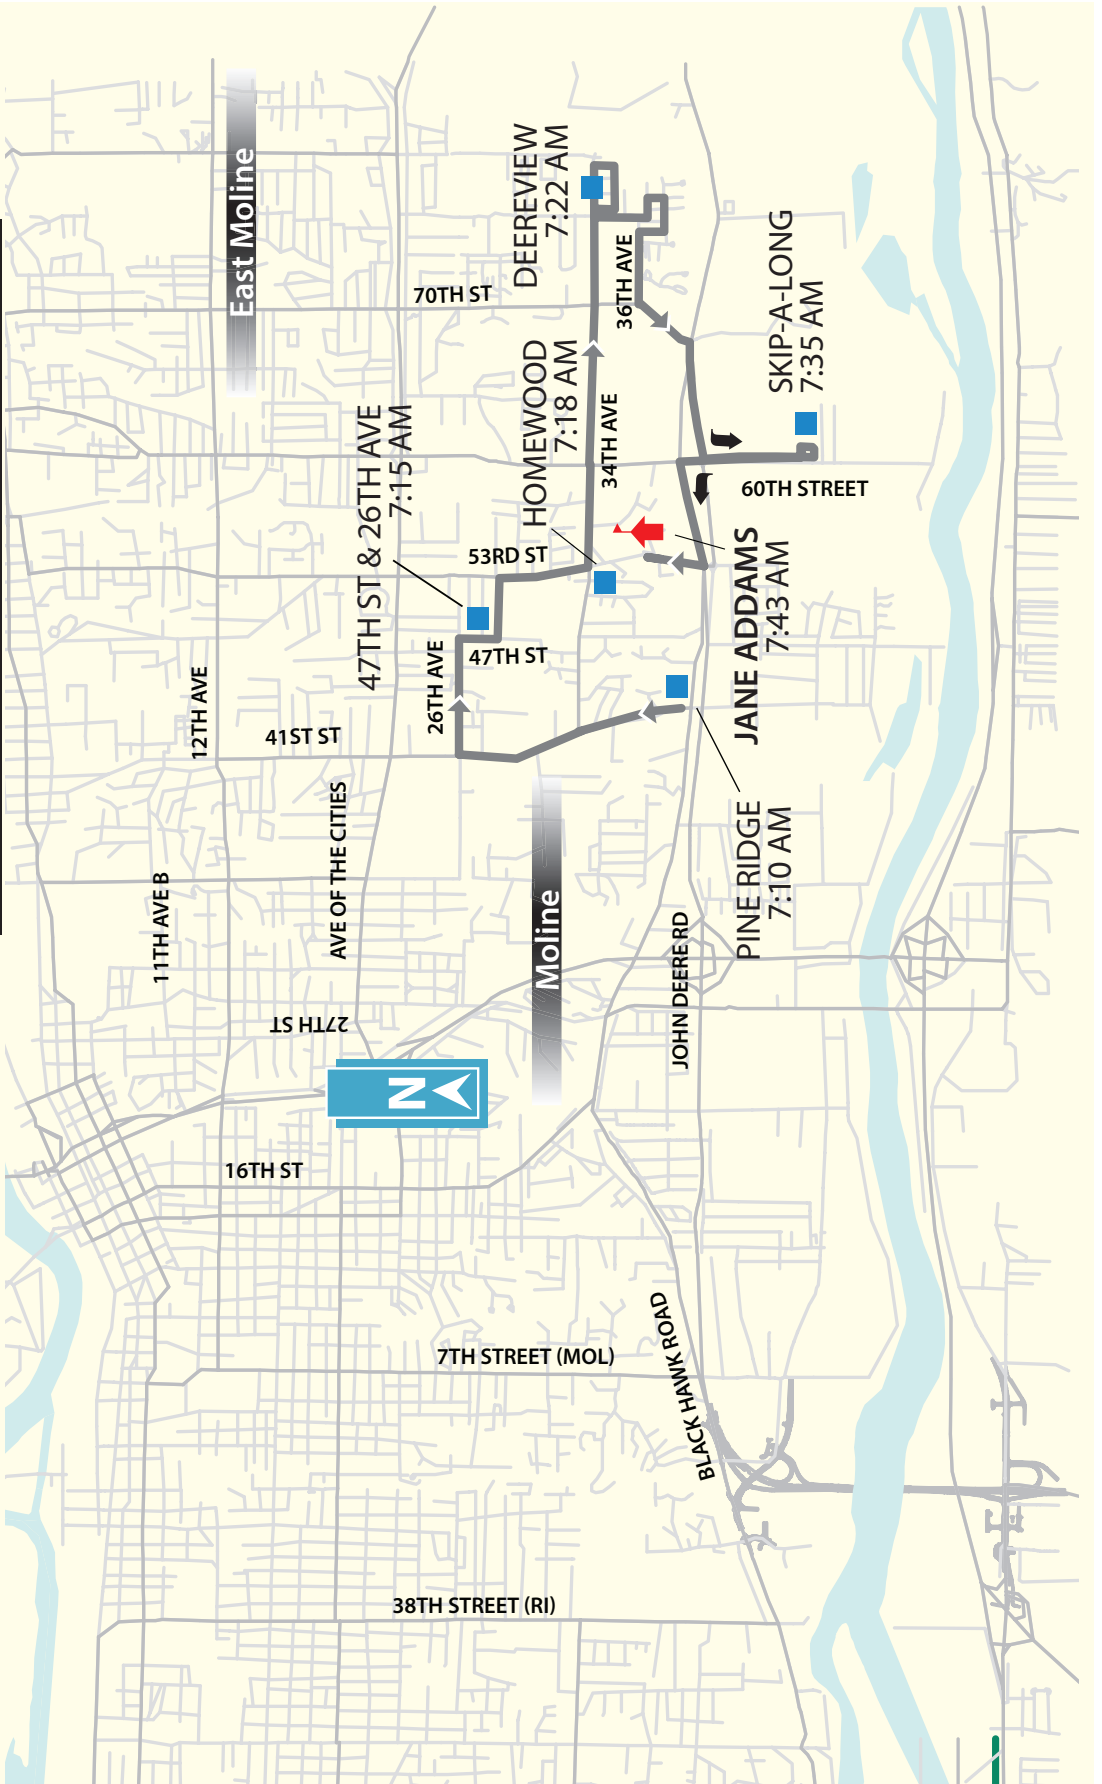 East Moline
DEEREVIEW
7:22 AM
70TH ST
36TH AVE
SKIP-A-LONG
7:35 AM
HOMEWOOD
7:18 AM
47TH ST & 26TH AVE
7:15 AM
34TH AVE
60TH STREET
53RD ST
JANE ADDAMS
7:43 AM
47TH ST
26TH AVE
12TH AVE
41ST ST
AVE OF THE CITIES
PINE RIDGE
7:10 AM
11TH AVE B
Moline
JOHN DEERE RD
27TH ST
N
16TH ST
BLACK HAWK ROAD
7TH STREET (MOL)
38TH STREET (RI)